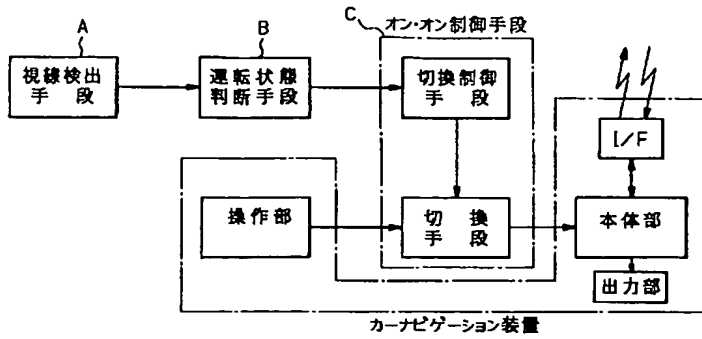 A
B
C
オン・オン制御手段
視線検出
手段
運転状態
判断手段
切換制御
手段
I/F
操作部
切換
手段
本体部
出力部
カーナビゲーション装置